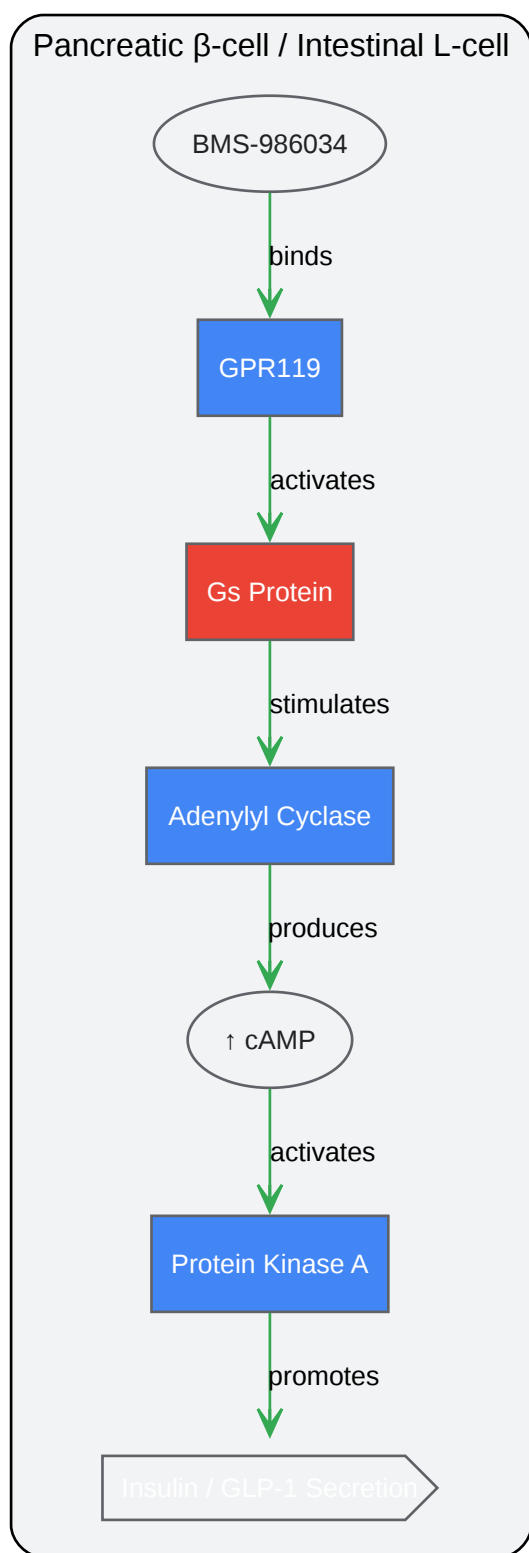 Pancreatic β-cell / Intestinal L-cell
BMS-986034
binds
GPR119
activates
Gs Protein
stimulates
Adenylyl Cyclase
produces
↑ cAMP
activates
Protein Kinase A
promotes
Insulin / GLP-1 Secretion